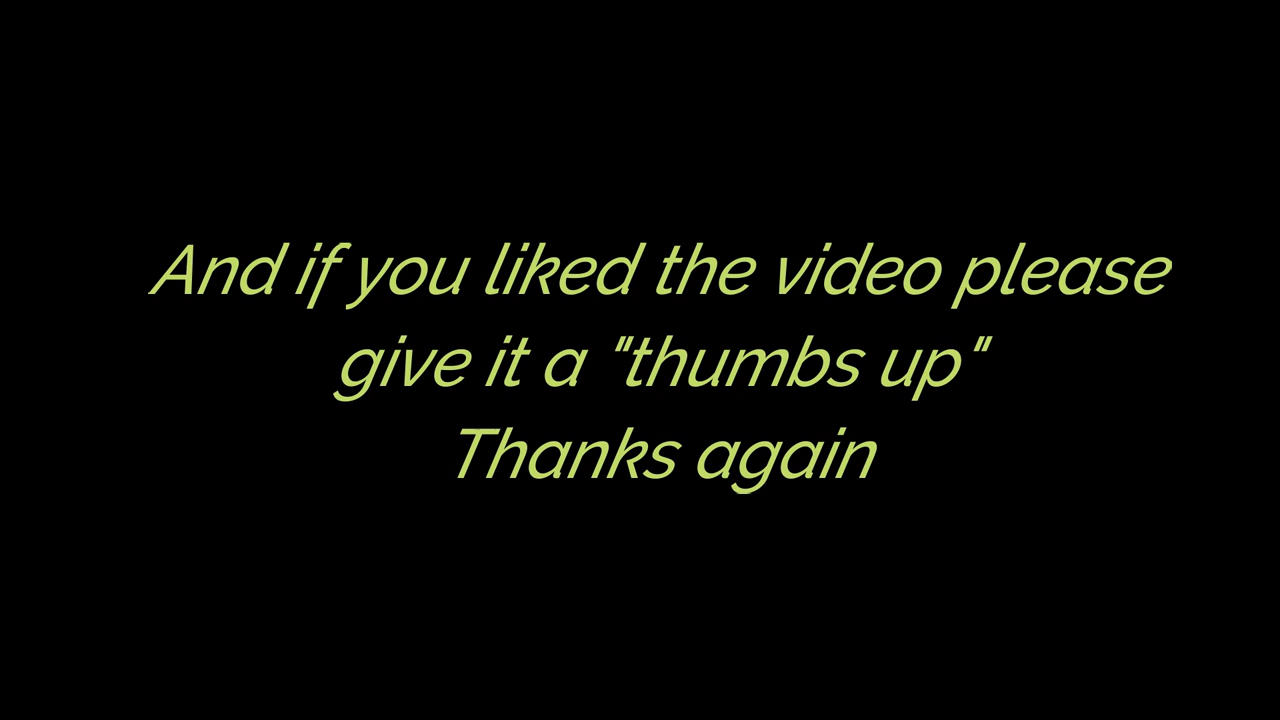 And if you liked the video please
give it a "thumbs up"
Thanks again